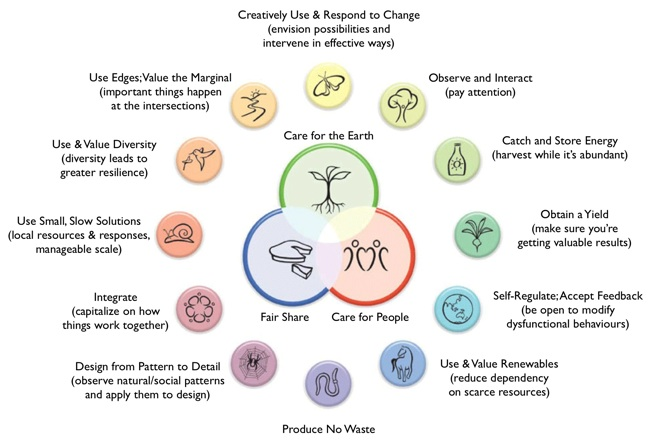 Creatively Use & Respond to Change
(envision possibilities and
intervene in effective ways)
Use Edges; Value the Marginal
(important things happen
at the intersections)
Observe and Interact
(pay attention)
Care for the Earth
Use & Value Diversity
(diversity leads to
greater resilience)
Catch and Store Energy
(harvest while it's abundant)
Use Small, Slow Solutions
(local resources & responses,
manageable scale)
Obtain a Yield
(make sure you're
getting valuable results)
Integrate
(capitalize on how
things work together)
Fair Share
Care for People
Self-Regulate; Accept Feedback
(be open to modify
dysfunctional behaviours)
Design from Pattern to Detail
(observe natural/social patterns
and apply them to design)
Use & Value Renewables
(reduce dependency
on scarce resources)
Produce No Waste